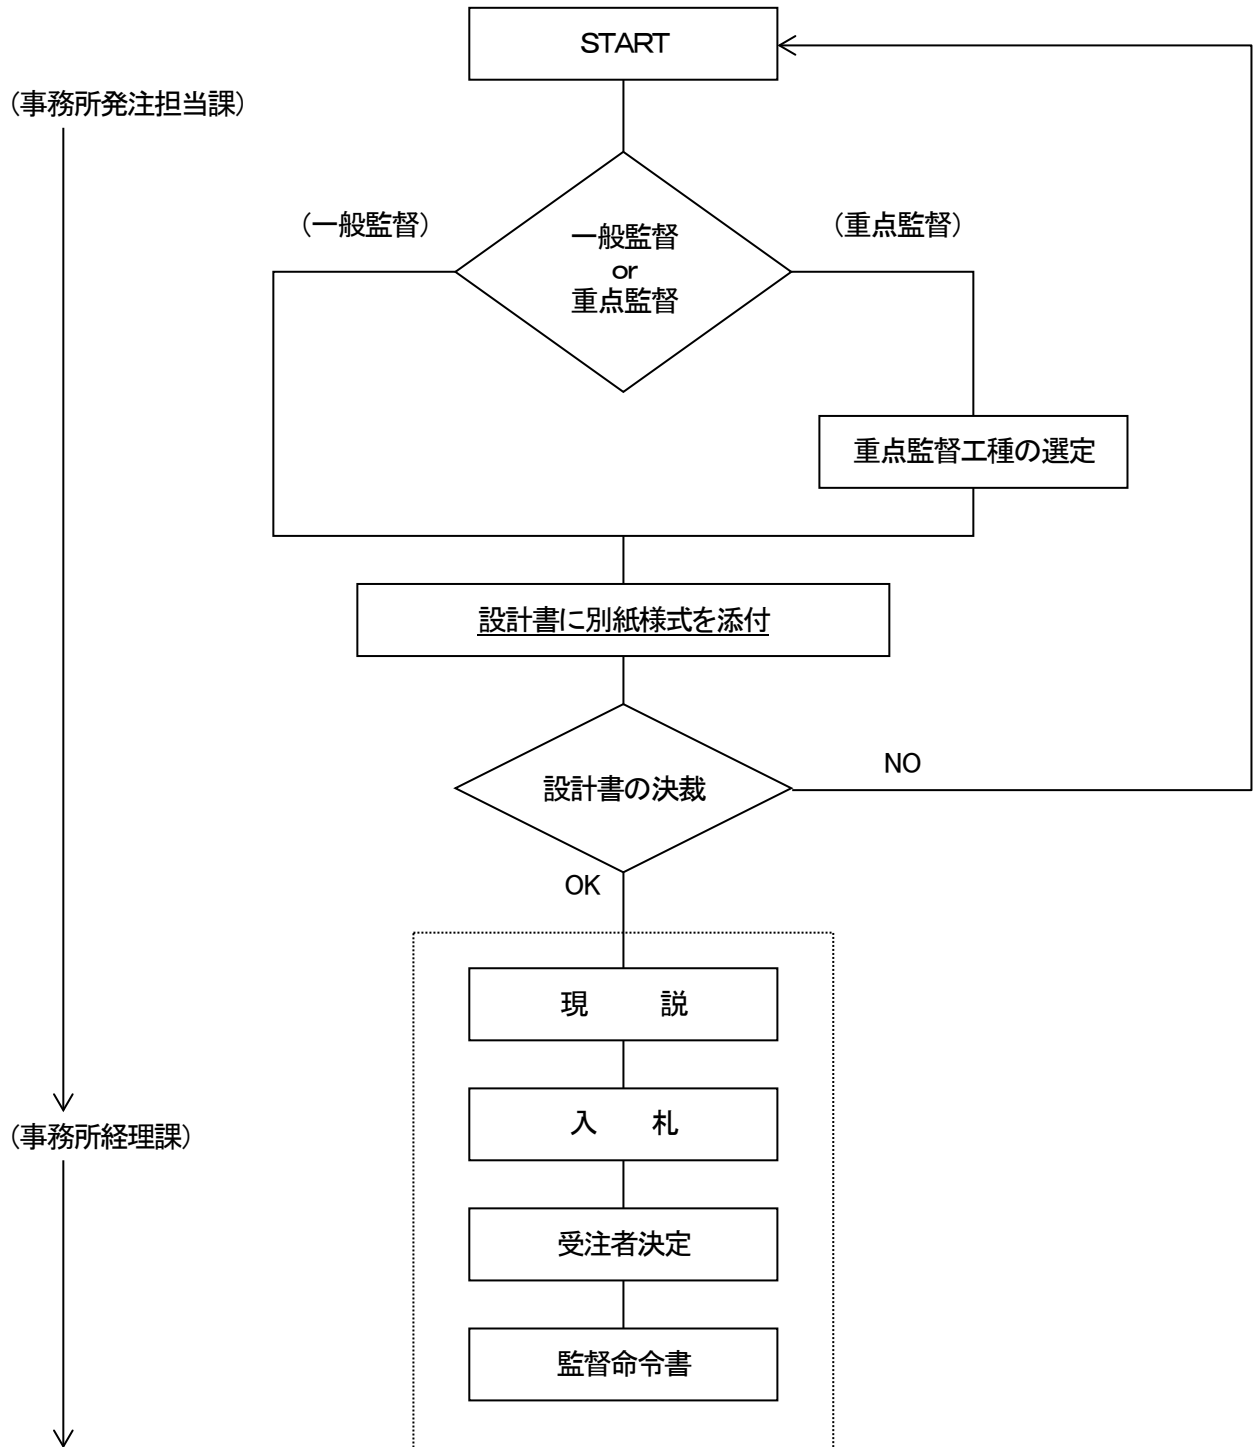 START
（事務所発注担当課）
（一般監督）
（重点監督）
一般監督
or
重点監督
重点監督工種の選定
設計書に別紙様式を添付
設計書の決裁
NO
OK
現　　説
入　　札
（事務所経理課）
受注者決定
監督命令書